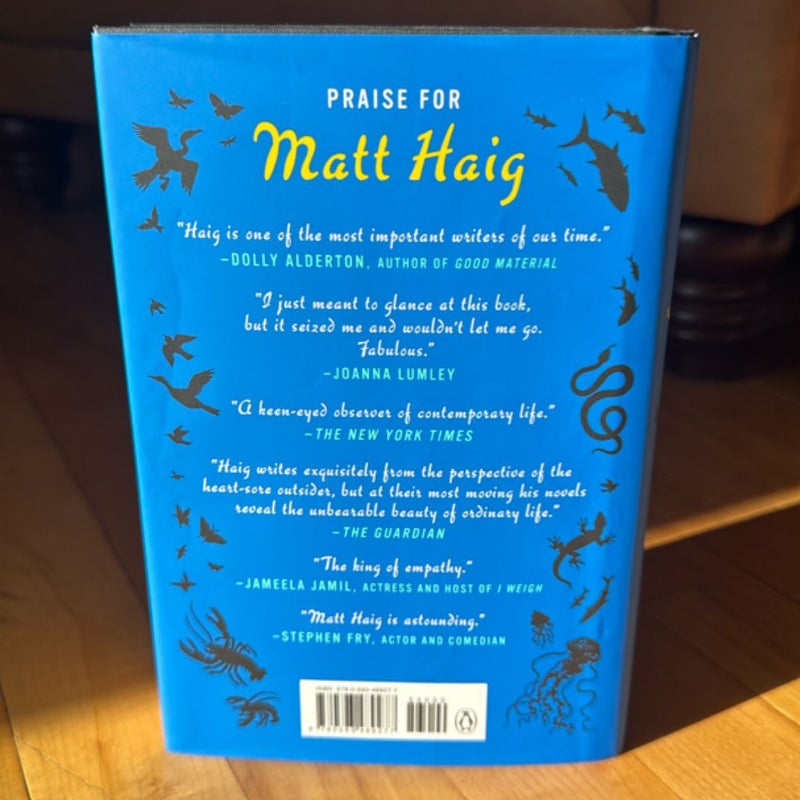 PRAISE FOR
Matt Haig
"Haig is one of the most important writers of our time."
–DOLLY ALDERTON, AUTHOR OF GOOD MATERIAL
"I just meant to glance at this book,
but it seized me and wouldn't let me go.
Fabulous."
–JOANNA LUMLEY
"A keen-eyed observer of contemporary life."
–THE NEW YORK TIMES
"Haig writes exquisitely from the perspective of the
heart-sore outsider, but at their most moving his novels
reveal the unbearable beauty of ordinary life."
–THE GUARDIAN
"The king of empathy."
–JAMEELA JAMIL, ACTRESS AND HOST OF I WEIGH
"Matt Haig is astounding."
–STEPHEN FRY, ACTOR AND COMEDIAN
ISBN